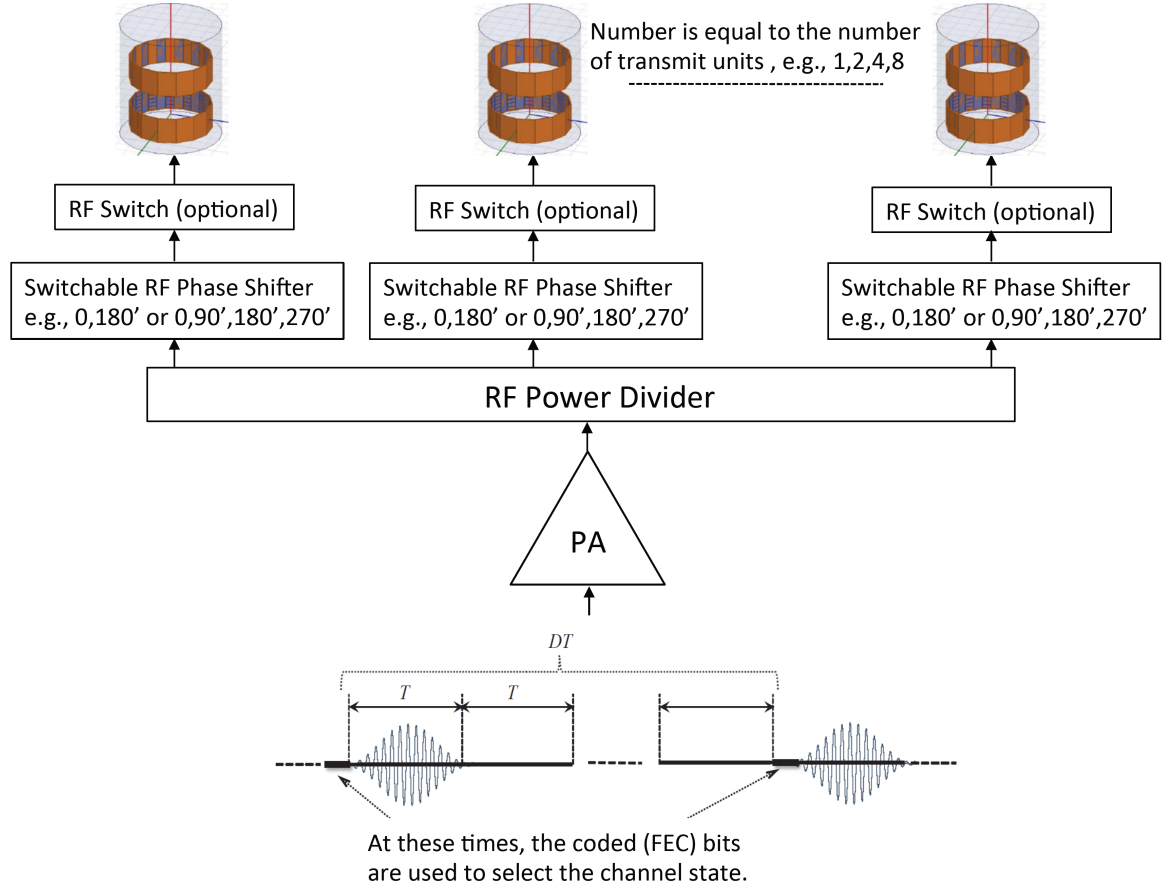 Number is equal to the number
of transmit units , e.g., 1,2,4,8
RF Switch (optional)
RF Switch (optional)
RF Switch (optional)
Switchable RF Phase Shifter
e.g., 0,180’ or 0,90’,180’,270’
Switchable RF Phase Shifter
e.g., 0,180’ or 0,90’,180’,270’
Switchable RF Phase Shifter
e.g., 0,180’ or 0,90’,180’,270’
RF Power Divider
PA
DT
T
T
At these times, the coded (FEC) bits
are used to select the channel state.